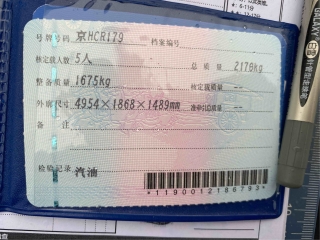 号牌号码 京HCR179 档案编号
核定载人数 5人 总质量 2179kg
整备质量 1675kg 核定载质量 --
外廓尺寸 4954×1868×1489mm 准牵引总质量 --
备注
检验记录 汽油
*1190012186793*